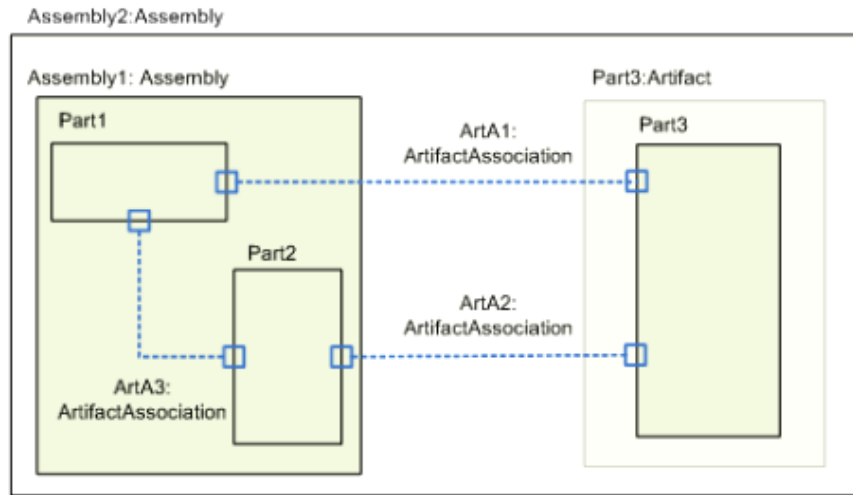 Assembly2:Assembly
Assembly1: Assembly
Part3:Artifact
Part1
ArtA1:
ArtifactAssociation
Part3
Part2
ArtA2:
ArtifactAssociation
ArtA3:
ArtifactAssociation